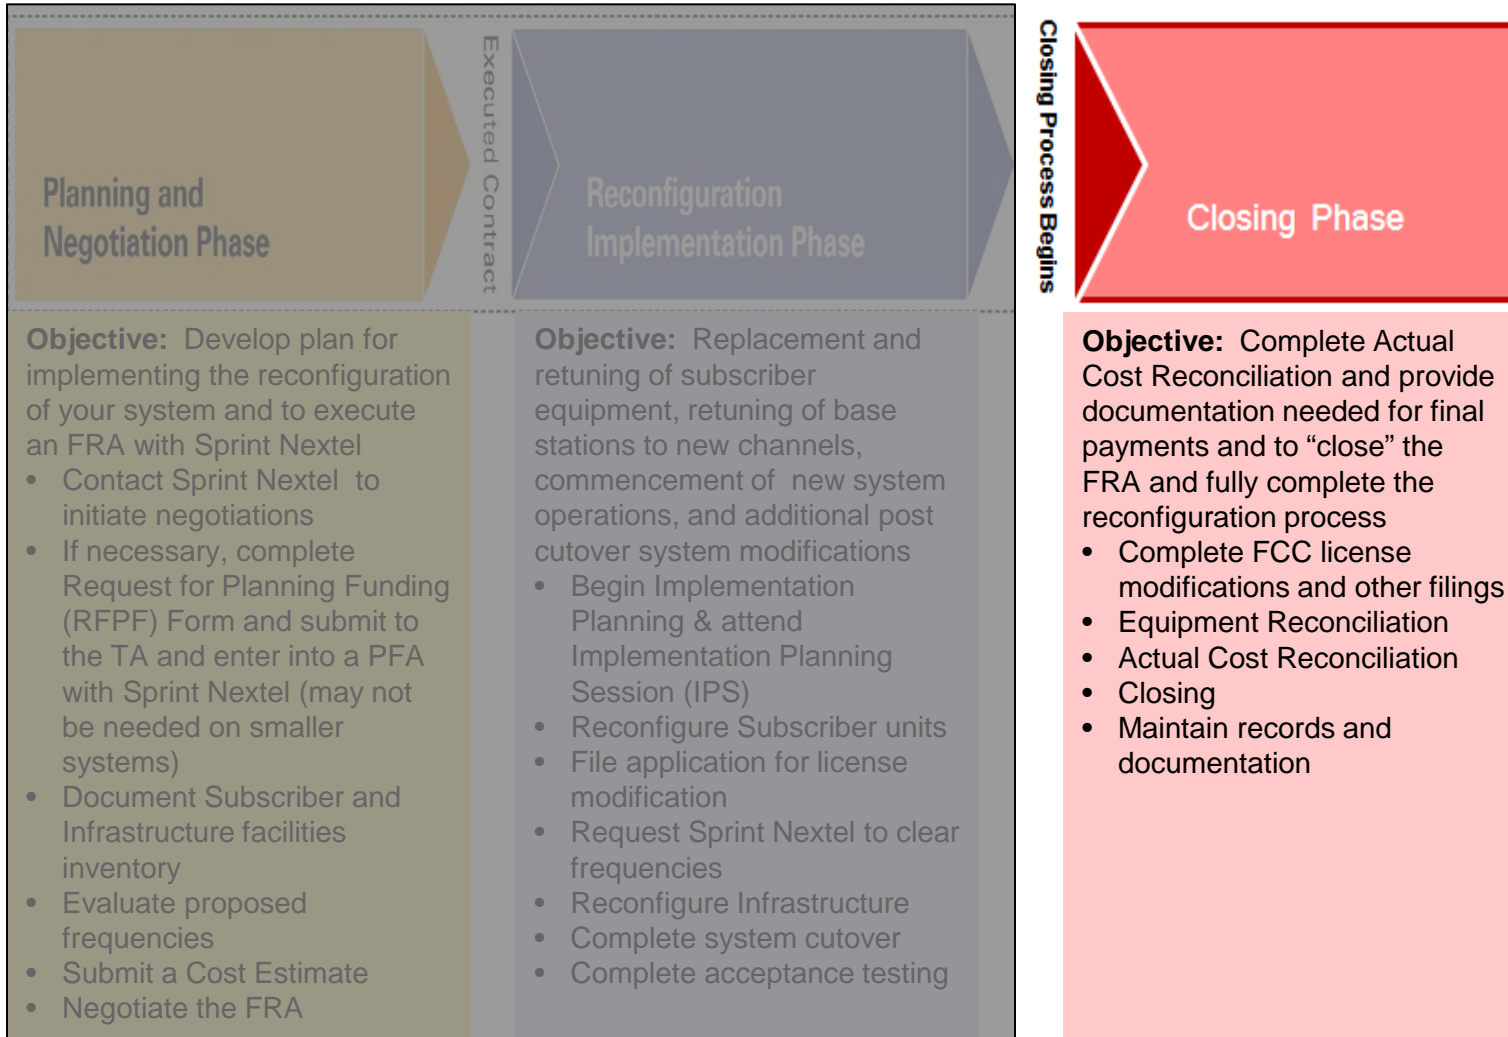 Planning and
Negotiation Phase
Executed Contract
Reconfiguration
Implementation Phase
Closing Process Begins
Closing Phase
Objective: Develop plan for
implementing the reconfiguration
of your system and to execute
an FRA with Sprint Nextel
• Contact Sprint Nextel to
initiate negotiations
• If necessary, complete
Request for Planning Funding
(RFPF) Form and submit to
the TA and enter into a PFA
with Sprint Nextel (may not
be needed on smaller
systems)
• Document Subscriber and
Infrastructure facilities
inventory
• Evaluate proposed
frequencies
• Submit a Cost Estimate
• Negotiate the FRA
Objective: Replacement and
retuning of subscriber
equipment, retuning of base
stations to new channels,
commencement of new system
operations, and additional post
cutover system modifications
• Begin Implementation
Planning & attend
Implementation Planning
Session (IPS)
• Reconfigure Subscriber units
• File application for license
modification
• Request Sprint Nextel to clear
frequencies
• Reconfigure Infrastructure
• Complete system cutover
• Complete acceptance testing
Objective: Complete Actual
Cost Reconciliation and provide
documentation needed for final
payments and to “close” the
FRA and fully complete the
reconfiguration process
• Complete FCC license
modifications and other filings
• Equipment Reconciliation
• Actual Cost Reconciliation
• Closing
• Maintain records and
documentation